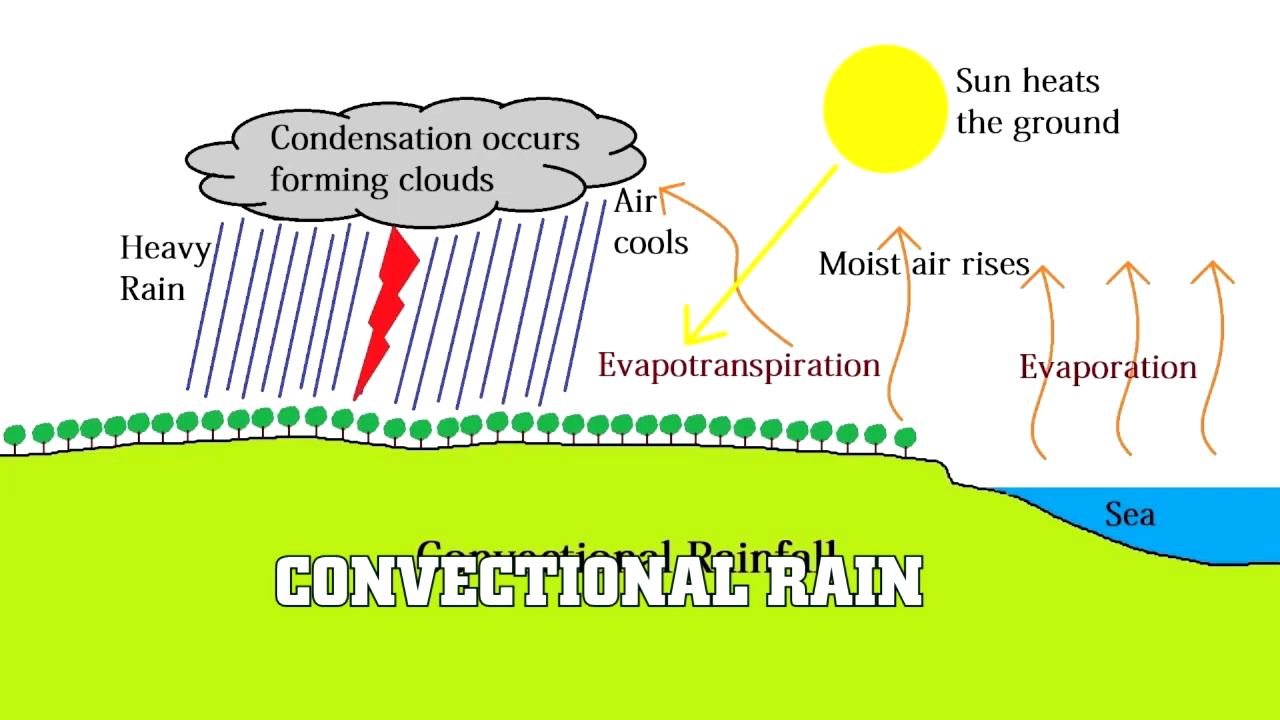 Sun heats
the ground
Condensation occurs
forming clouds
Air
cools
Heavy
Rain
Moist air rises
Evapotranspiration
Evaporation
Sea
Convectional Rainfall
CONVECTIONAL RAIN